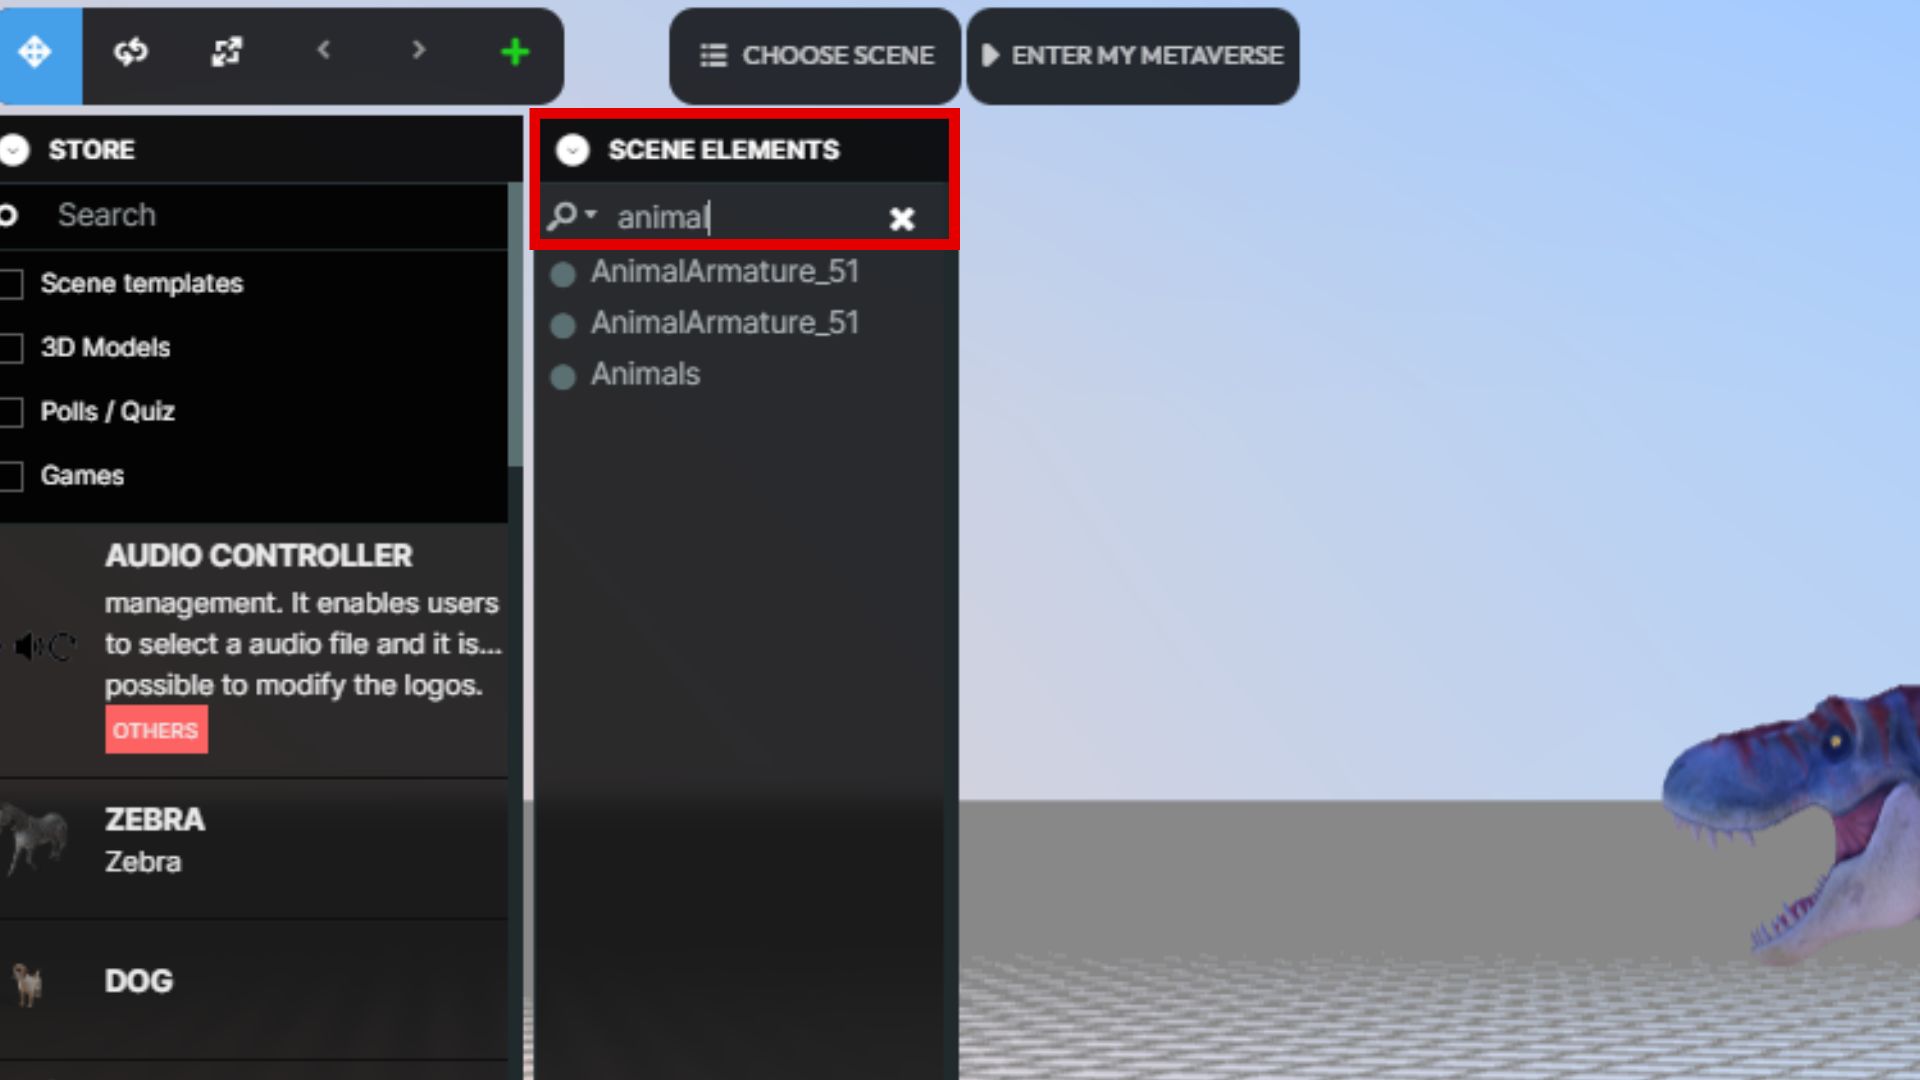 CHOOSE SCENE
ENTER MY METAVERSE
STORE
Search
Scene templates
3D Models
Polls / Quiz
Games
AUDIO CONTROLLER
management. It enables users
to select a audio file and it is...
possible to modify the logos.
OTHERS
ZEBRA
Zebra
DOG
SCENE ELEMENTS
animal
AnimalArmature_51
AnimalArmature_51
Animals